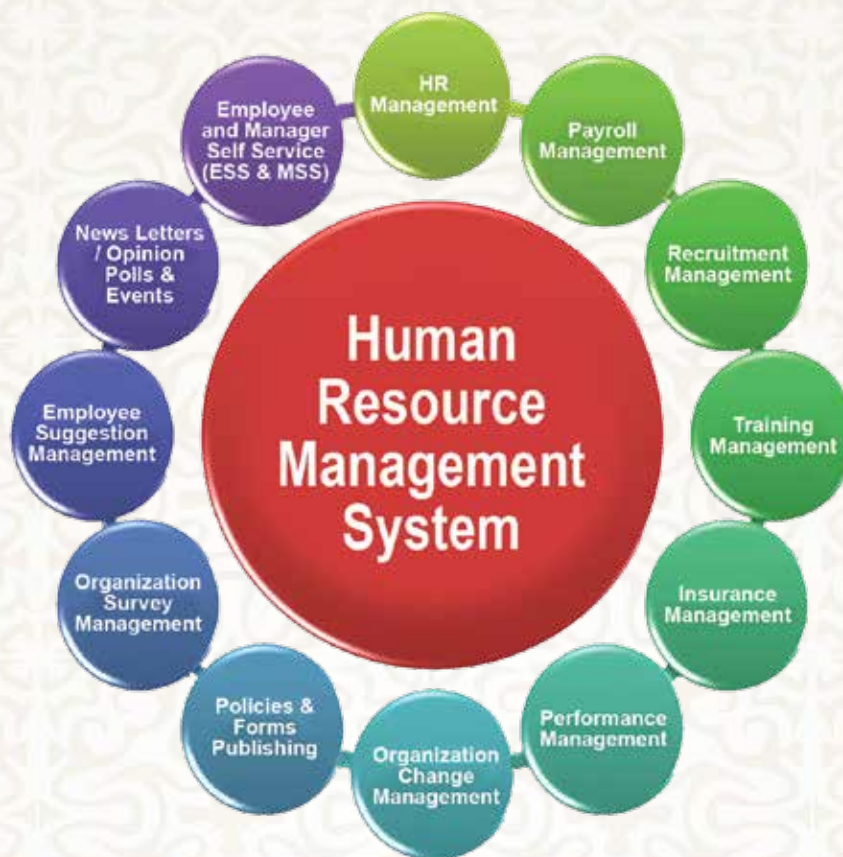 HR
Management
Payroll
Management
Recruitment
Management
Training
Management
Insurance
Management
Performance
Management
Organization
Change
Management
Policies &
Forms
Publishing
Organization
Survey
Management
Employee
Suggestion
Management
News Letters
/ Opinion
Polls &
Events
Employee
and Manager
Self Service
(ESS & MSS)
Human
Resource
Management
System